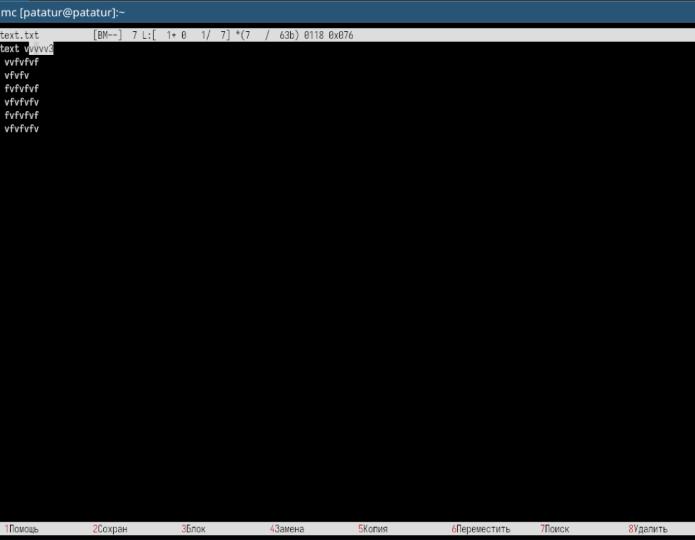 mc [patatur@patatur]:~
text.txt [BM--] 7 L:[ 1+ 0 1/ 7] *(7 / 63b) 0118 0x076
text vvvvv3
vvfvfvf
vfvfv
fvfvfvf
vfvfvfv
fvfvfvf
vfvfvfv
1Помощь 2Сохран 3Блок 4Замена 5Копия 6Переместить 7Поиск 8Удалить